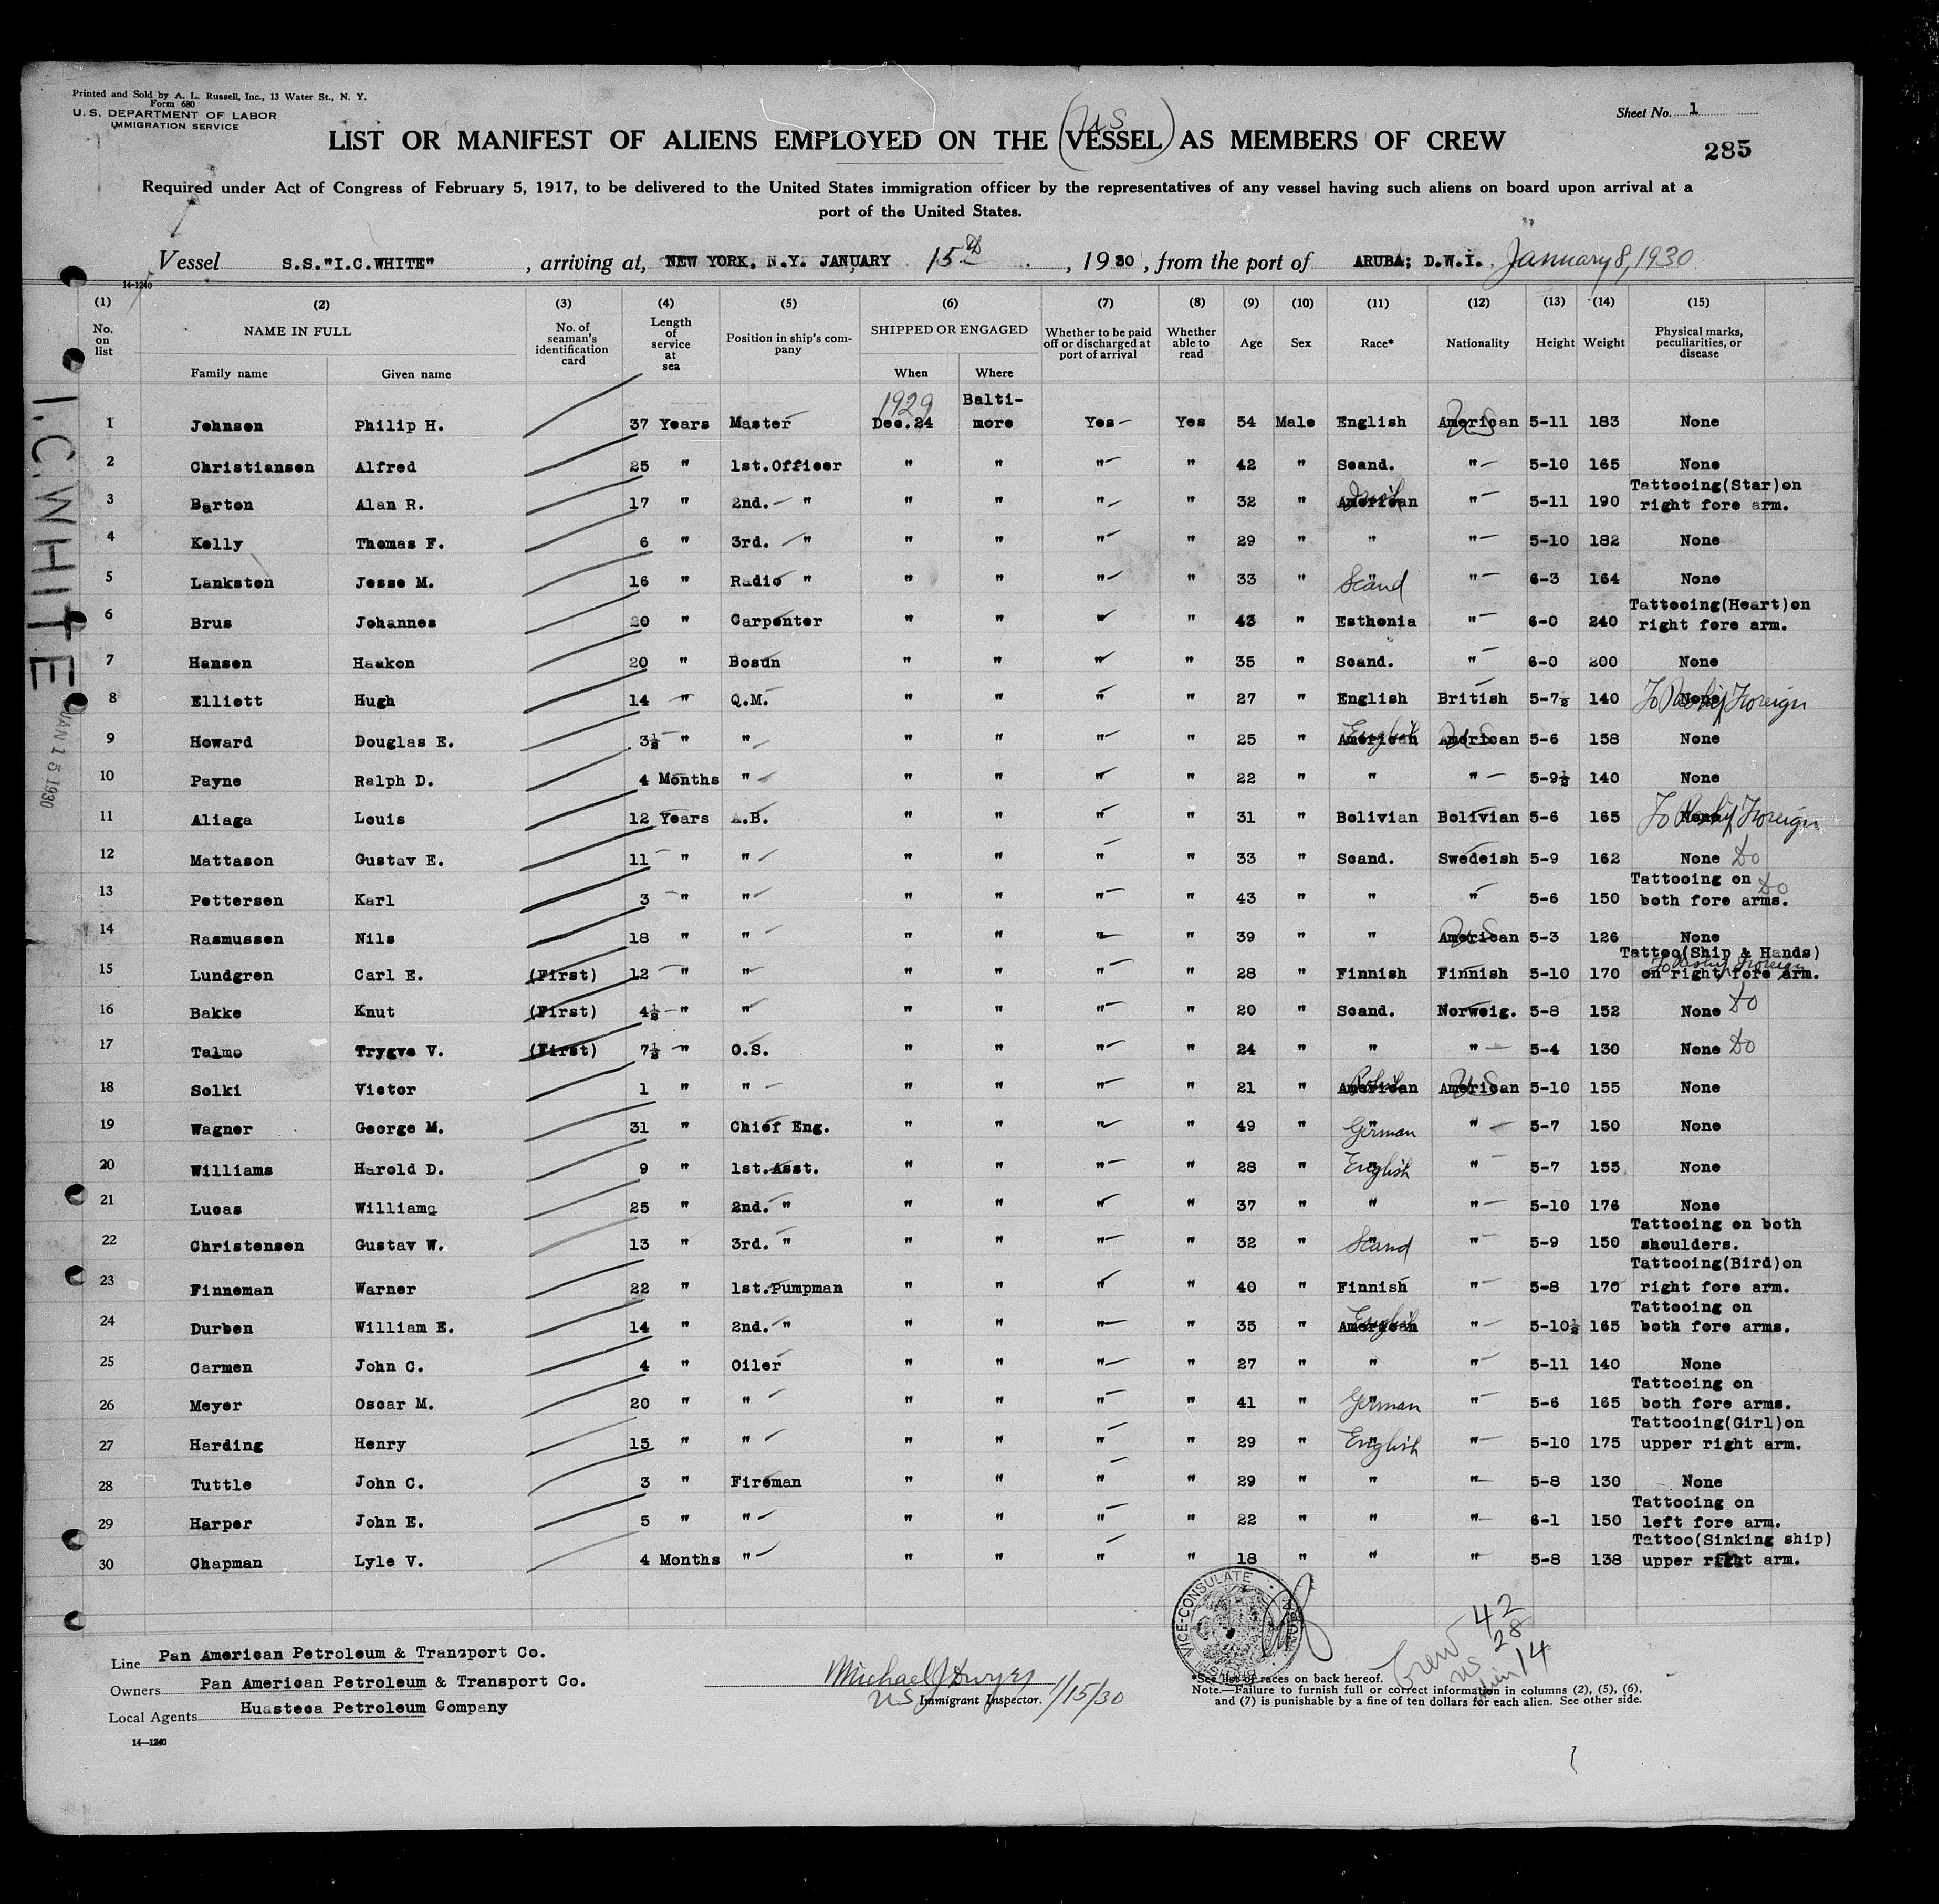 Printed and Sold by A. L. Russell, Inc., 13 Water St., N. Y.
Form 680
U. S. DEPARTMENT OF LABOR
IMMIGRATION SERVICE
Sheet No. 1
285
US
LIST OR MANIFEST OF ALIENS EMPLOYED ON THE (VESSEL) AS MEMBERS OF CREW
Required under Act of Congress of February 5, 1917, to be delivered to the United States immigration officer by the representatives of any vessel having such aliens on board upon arrival at a
port of the United States.
Vessel S.S."I.C.WHITE", arriving at, NEW YORK, N.Y. JANUARY 15th, 1930, from the port of ARUBA; D.W.I. January 8, 1930
14-1240
(1) (2) (3) (4) (5) (6) (7) (8) (9) (10) (11) (12) (13) (14) (15)
No. on list NAME IN FULL Family name Given name No. of seaman's identification card Length of service at sea Position in ship's company SHIPPED OR ENGAGED When Where Whether to be paid off or discharged at port of arrival Whether able to read Age Sex Race* Nationality Height Weight Physical marks, peculiarities, or disease
1 Johnson Philip H. 37 Years Master 1929 Dec.24 Balti-more Yes Yes 54 Male English American US 5-11 183 None
2 Christiansen Alfred 25 " 1st.Officer " " " " 42 " Scand. " 5-10 165 None
3 Barton Alan R. 17 " 2nd. " " " " " 32 " American " 5-11 190 Tattooing(Star)on right fore arm.
4 Kelly Thomas F. 6 " 3rd. " " " " " 29 " " " 5-10 182 None
5 Lankston Jesse M. 16 " Radio " " " " " 33 " " Scand " 6-3 164 None
6 Brus Johannes 20 " Carpenter " " " " 43 " Esthonia " 6-0 240 Tattooing(Heart)on right fore arm.
7 Hansen Haakon 20 " Bosun " " " " 35 " Scand. " 6-0 200 None
8 Elliott Hugh 14 " Q.M. " " " " 27 " English British 5-7½ 140 None To Reship Foreign
9 Howard Douglas E. 3½ " " " " " " 25 " American English American US 5-6 158 None
10 Payne Ralph D. 4 Months " " " " " 22 " " " 5-9½ 140 None
11 Aliaga Louis 12 Years A.B. " " " " 31 " Bolivian Bolivian 5-6 165 None To Reship Foreign
12 Mattason Gustav E. 11 " " " " " " 33 " Scand. Swedeish 5-9 162 None Do
13 Pettersen Karl 3 " " " " " " 43 " " " 5-6 150 Tattooing on both fore arms. Do
14 Rasmussen Nils 18 " " " " " " 39 " " American US 5-3 126 None
15 Lundgren Carl E. (First) 12 " " " " " " 28 " Finnish Finnish 5-10 170 Tattoo(Ship & Hands) on right fore arm. To Reship Foreign
16 Bakke Knut (First) 4½ " " " " " " 20 " Scand. Norweig. 5-8 152 None Do
17 Talmo Trygve V. (First) 7½ " O.S. " " " " 24 " " " 5-4 130 None Do
18 Solki Victor 1 " " " " " " 21 " American American US 5-10 155 None
19 Wagner George M. 31 " Chief Eng. " " " " 49 " " German " 5-7 150 None
20 Williams Harold D. 9 " 1st.Asst. " " " " 28 " " English " 5-7 155 None
21 Lucas William 25 " 2nd. " " " " " 37 " " " 5-10 176 None
22 Christensen Gustav W. 13 " 3rd. " " " " " 32 " " Scand " 5-9 150 Tattooing on both shoulders.
23 Finneman Warner 22 " 1st.Pumpman " " " " 40 " Finnish " 5-8 170 Tattooing(Bird)on right fore arm.
24 Durben William E. 14 " 2nd. " " " " " 35 " American English " 5-10½ 165 Tattooing on both fore arms.
25 Carmen John C. 4 " Oiler " " " " 27 " " " 5-11 140 None
26 Meyer Oscar M. 20 " " " " " " 41 " " German " 5-6 165 Tattooing on both fore arms.
27 Harding Henry 15 " " " " " " 29 " " English " 5-10 175 Tattooing(Girl)on upper right arm.
28 Tuttle John C. 3 " Fireman " " " " 29 " " " 5-8 130 None
29 Harper John E. 5 " " " " " " 22 " " " 6-1 150 Tattooing on left fore arm.
30 Chapman Lyle V. 4 Months " " " " " 18 " " " 5-8 138 Tattoo(Sinking ship) upper right arm.
I.C.WHITE
JAN 15 1930
Line Pan American Petroleum & Transport Co.
Owners Pan American Petroleum & Transport Co.
Local Agents Huasteca Petroleum Company
14-1240
Michael J Dwyer
US Immigrant Inspector. 1/15/30
VICE-CONSULATE BRITISH
Crew 42
US 28
14
*See list of races on back hereof.
Note.—Failure to furnish full or correct information in columns (2), (5), (6),
and (7) is punishable by a fine of ten dollars for each alien. See other side.